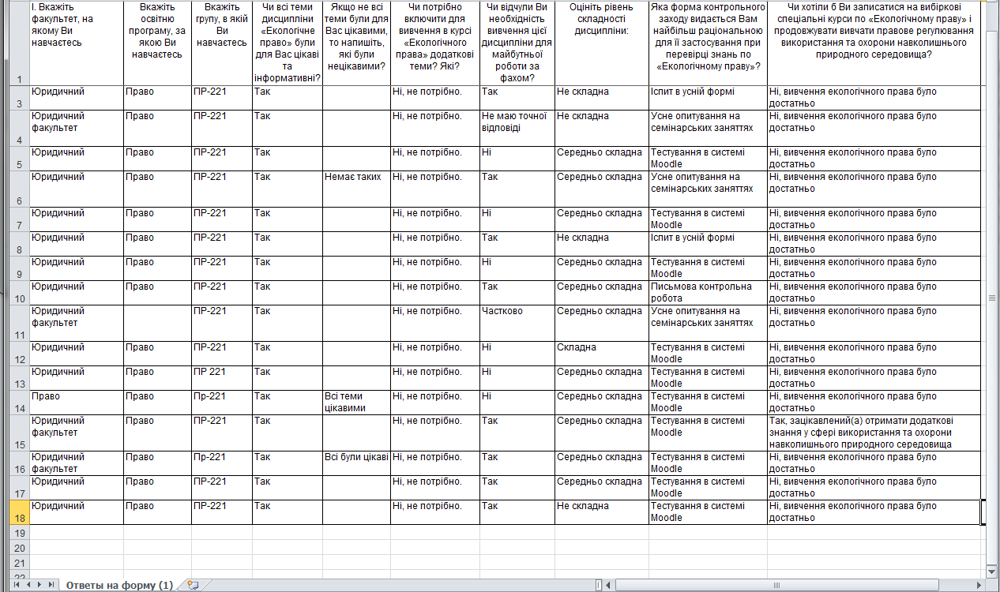 I. Вкажіть факультет, на якому Ви навчаєтесь
Вкажіть освітню програму, за якою Ви навчаєтесь
Вкажіть групу, в якій Ви навчаєтесь
Чи всі теми дисципліни «Екологічне право» були для Вас цікаві та інформативні?
Якщо не всі теми були для Вас цікавими, то напишіть, які були нецікавими?
Чи потрібно включити для вивчення в курсі «Екологічного права» додаткові теми? Які?
Чи відчули Ви необхідність вивчення цієї дисципліни для майбутньої роботи за фахом?
Оцініть рівень складності дисципліни:
Яка форма контрольного заходу видається Вам найбільш раціональною для її застосування при перевірці знань по «Екологічному праву»?
Чи хотіли б Ви записатися на вибіркові спеціальні курси по «Екологічному праву» і продовжувати вивчати правове регулювання використання та охорони навколишнього природного середовища?
1
3 Юридичний Право ПР-221 Так Ні, не потрібно. Так Не складна Іспит в усній формі Ні, вивчення екологічного права було достатньо
4 Юридичний факультет Право ПР-221 Так Ні, не потрібно. Не маю точної відповіді Не складна Усне опитування на семінарських заняттях Ні, вивчення екологічного права було достатньо
5 Юридичний Право ПР-221 Так Ні, не потрібно. Ні Середньо складна Тестування в системі Moodle Ні, вивчення екологічного права було достатньо
6 Юридичний Право ПР-221 Так Немає таких Ні, не потрібно. Так Середньо складна Усне опитування на семінарських заняттях Ні, вивчення екологічного права було достатньо
7 Юридичний Право ПР-221 Так Ні, не потрібно. Ні Середньо складна Тестування в системі Moodle Ні, вивчення екологічного права було достатньо
8 Юридичний Право ПР-221 Так Ні, не потрібно. Так Не складна Іспит в усній формі Ні, вивчення екологічного права було достатньо
9 Юридичний Право ПР-221 Так Ні, не потрібно. Ні Середньо складна Тестування в системі Moodle Ні, вивчення екологічного права було достатньо
10 Юридичний Право ПР-221 Так Ні, не потрібно. Так Середньо складна Письмова контрольна робота Ні, вивчення екологічного права було достатньо
11 Юридичний факультет ПР-221 Так Ні, не потрібно. Частково Середньо складна Усне опитування на семінарських заняттях Ні, вивчення екологічного права було достатньо
12 Юридичний Право ПР-221 Так Ні, не потрібно. Ні Складна Тестування в системі Moodle Ні, вивчення екологічного права було достатньо
13 Юридичний Право ПР 221 Так Ні, не потрібно. Ні Середньо складна Тестування в системі Moodle Ні, вивчення екологічного права було достатньо
14 Право Право Пр-221 Так Всі теми цікавими Ні, не потрібно. Ні Середньо складна Тестування в системі Moodle Ні, вивчення екологічного права було достатньо
15 Юридичний факультет Право ПР-221 Так Ні, не потрібно. Так Середньо складна Тестування в системі Moodle Так, зацікавлений(а) отримати додаткові знання у сфері використання та охорони навколишнього природного середовища
16 Юридичний факультет Право Пр-221 Так Всі були цікаві Ні, не потрібно. Так Середньо складна Тестування в системі Moodle Ні, вивчення екологічного права було достатньо
17 Юридичний Право ПР-221 Так Ні, не потрібно. Так Середньо складна Тестування в системі Moodle Ні, вивчення екологічного права було достатньо
18 Юридичний Право ПР-221 Так Ні, не потрібно. Так Не складна Тестування в системі Moodle Ні, вивчення екологічного права було достатньо
19
20
21
22
Ответы на форму (1)